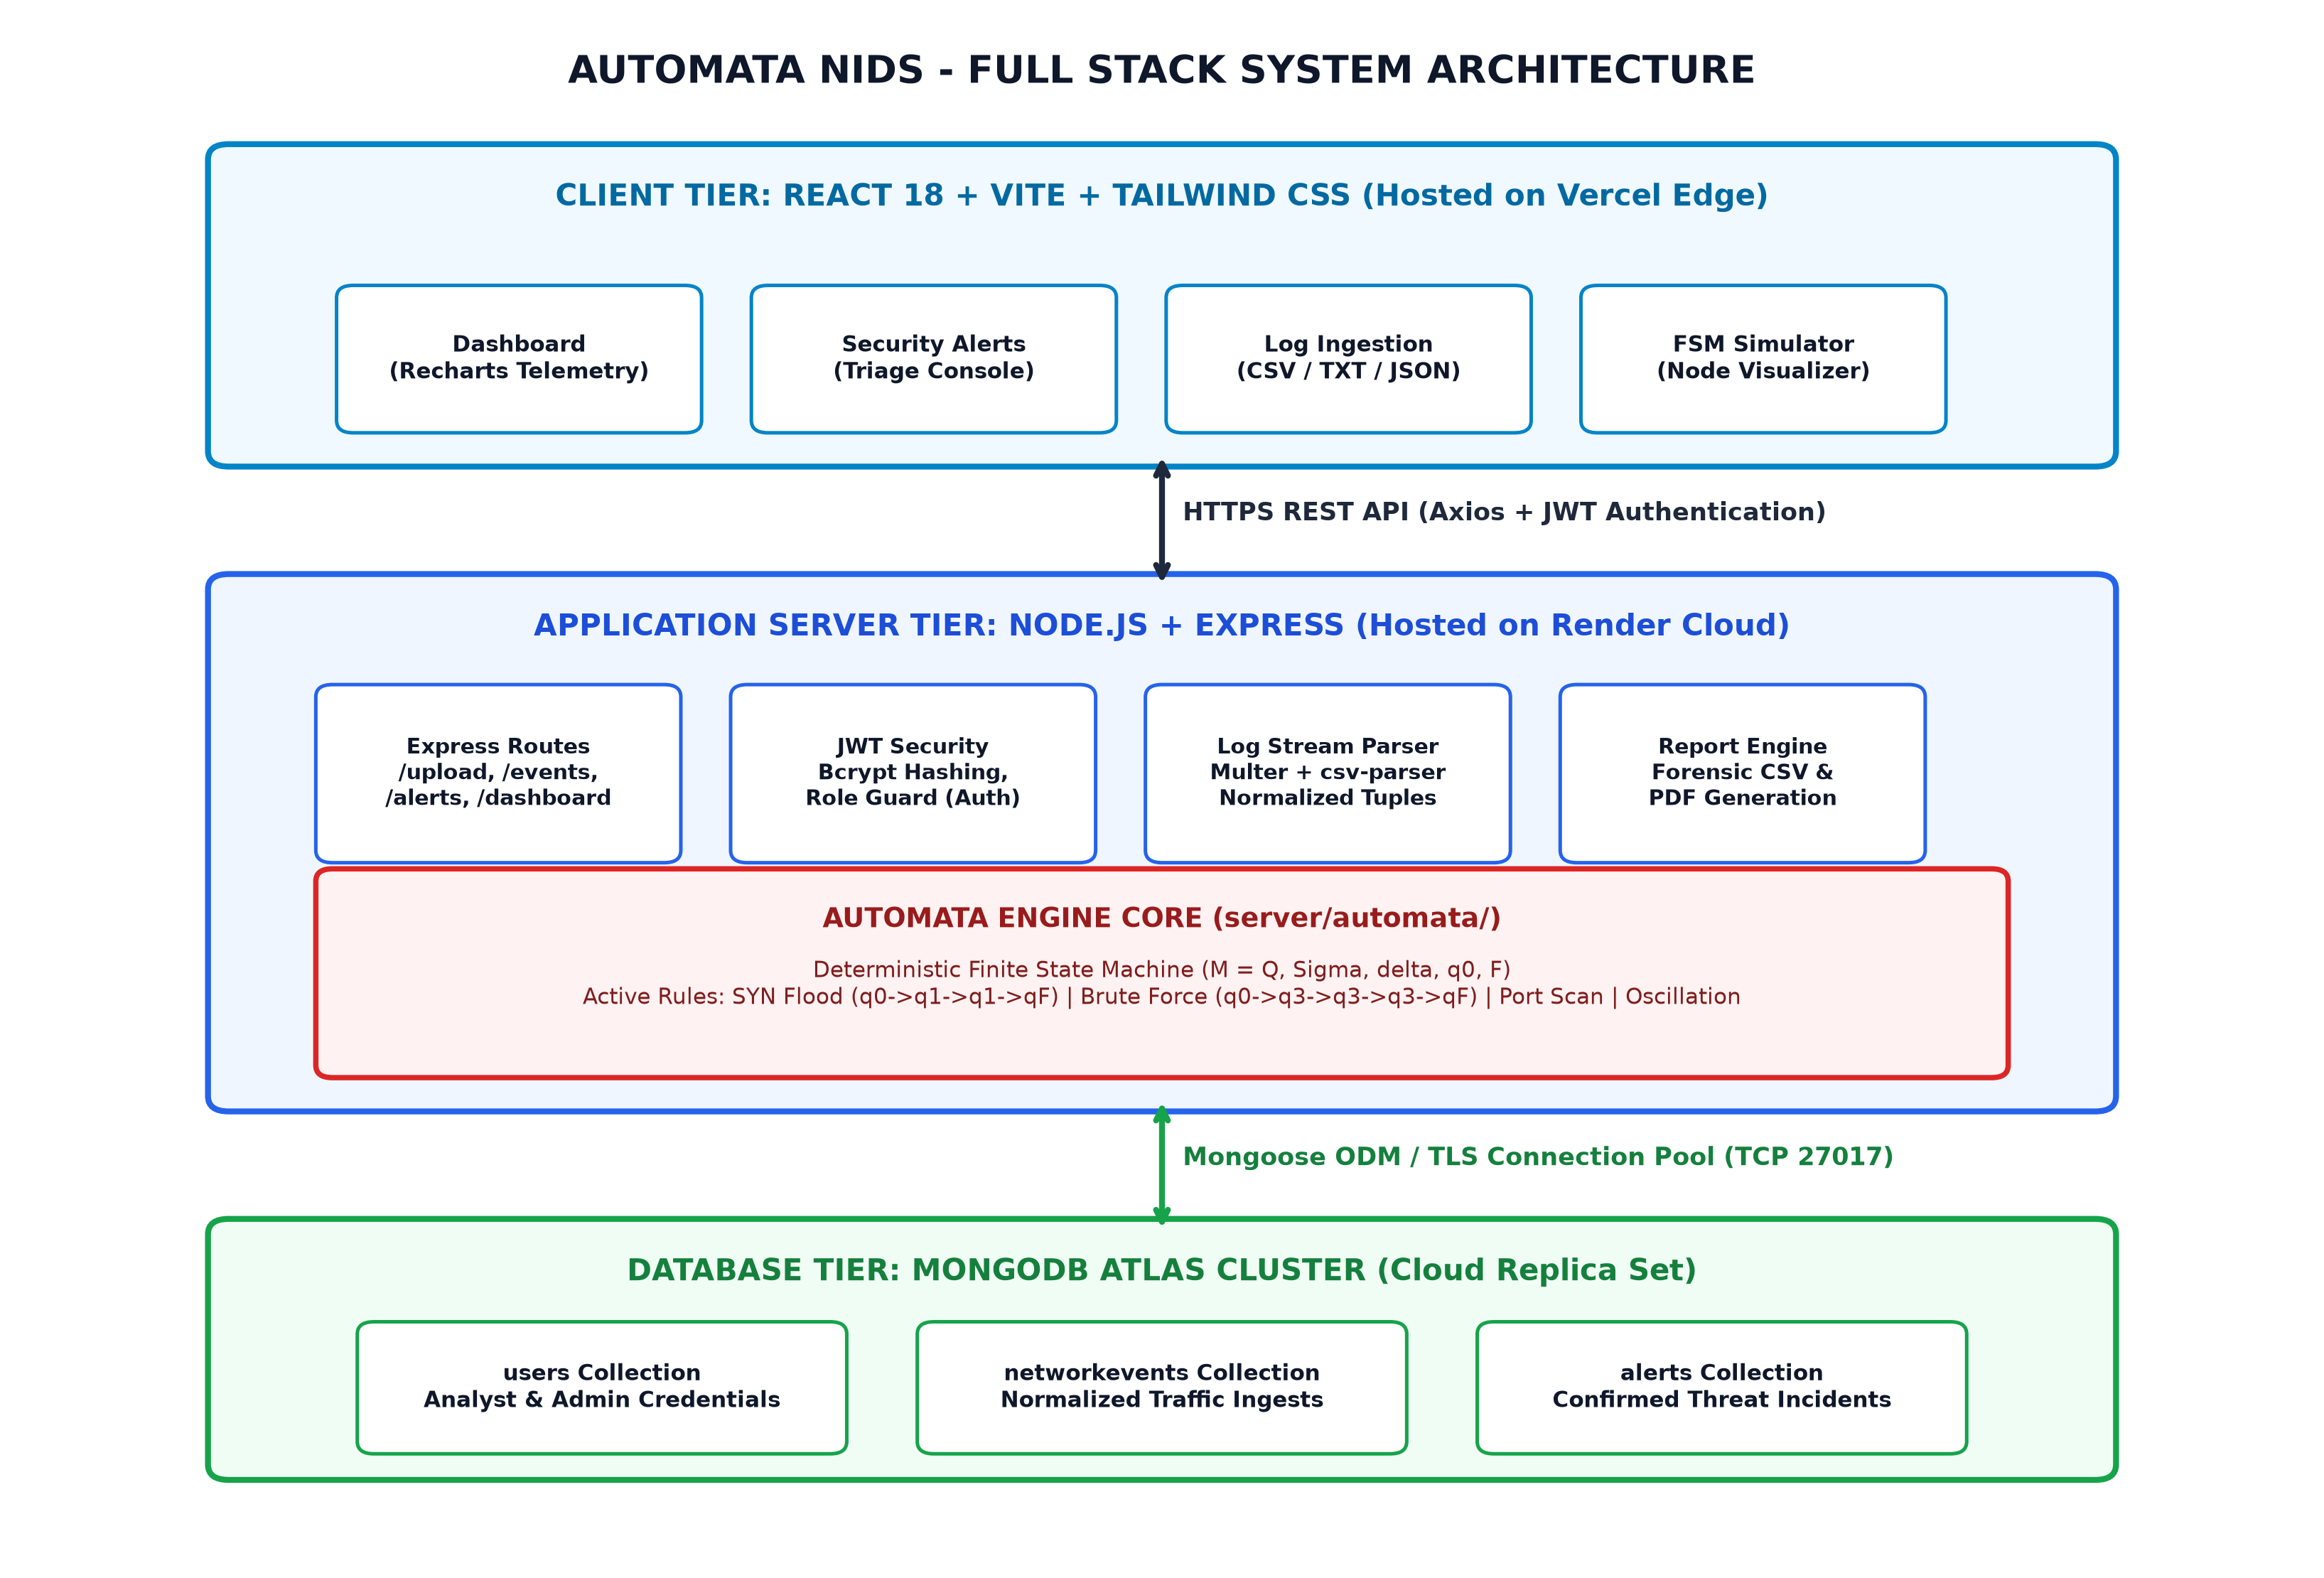 AUTOMATA NIDS - FULL STACK SYSTEM ARCHITECTURE
CLIENT TIER: REACT 18 + VITE + TAILWIND CSS (Hosted on Vercel Edge)
Dashboard
(Recharts Telemetry)
Security Alerts
(Triage Console)
Log Ingestion
(CSV / TXT / JSON)
FSM Simulator
(Node Visualizer)
HTTPS REST API (Axios + JWT Authentication)
APPLICATION SERVER TIER: NODE.JS + EXPRESS (Hosted on Render Cloud)
Express Routes
/upload, /events,
/alerts, /dashboard
JWT Security
Bcrypt Hashing,
Role Guard (Auth)
Log Stream Parser
Multer + csv-parser
Normalized Tuples
Report Engine
Forensic CSV &
PDF Generation
AUTOMATA ENGINE CORE (server/automata/)
Deterministic Finite State Machine (M = Q, Sigma, delta, q0, F)
Active Rules: SYN Flood (q0->q1->q1->qF) | Brute Force (q0->q3->q3->q3->qF) | Port Scan | Oscillation
Mongoose ODM / TLS Connection Pool (TCP 27017)
DATABASE TIER: MONGODB ATLAS CLUSTER (Cloud Replica Set)
users Collection
Analyst & Admin Credentials
networkevents Collection
Normalized Traffic Ingests
alerts Collection
Confirmed Threat Incidents